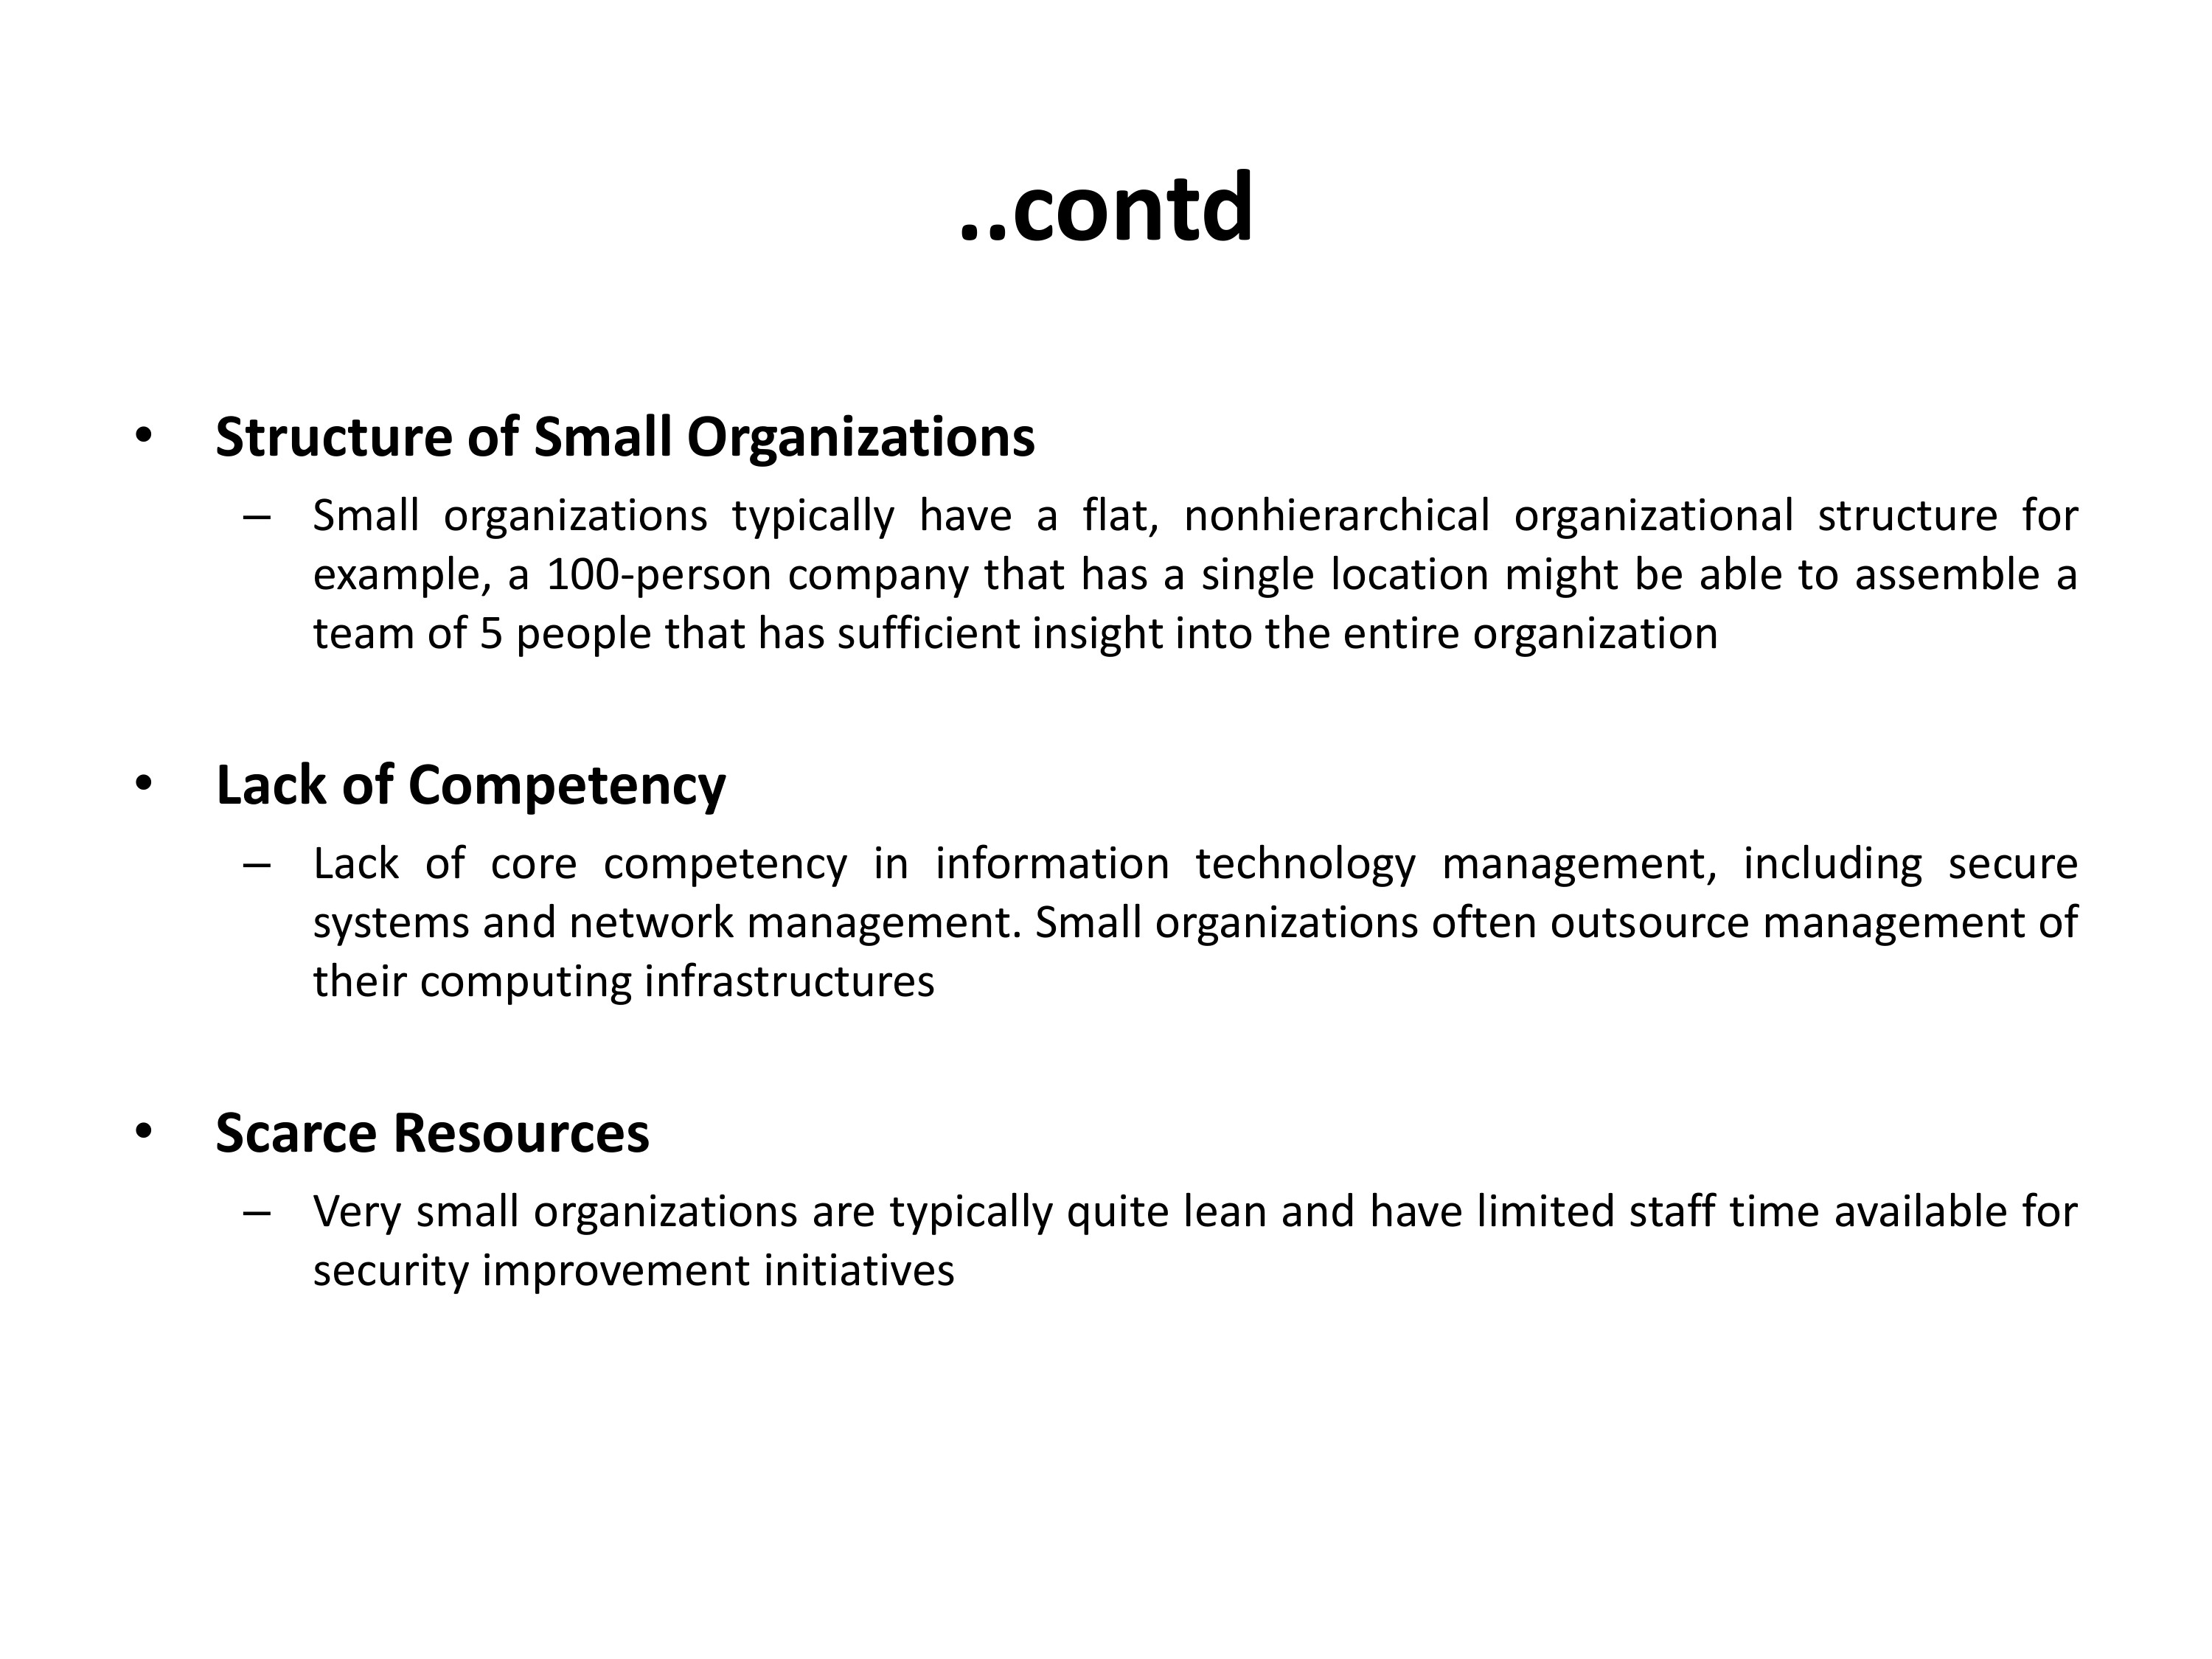 ..contd
• Structure of Small Organizations
– Small organizations typically have a flat, nonhierarchical organizational structure for
example, a 100-person company that has a single location might be able to assemble a
team of 5 people that has sufficient insight into the entire organization
• Lack of Competency
– Lack of core competency in information technology management, including secure
systems and network management. Small organizations often outsource management of
their computing infrastructures
• Scarce Resources
– Very small organizations are typically quite lean and have limited staff time available for
security improvement initiatives